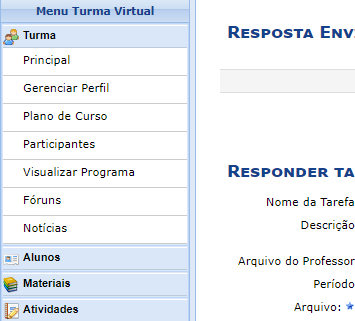 Menu Turma Virtual
Turma
Principal
Gerenciar Perfil
Plano de Curso
Participantes
Visualizar Programa
Fóruns
Notícias
Alunos
Materiais
Atividades
Resposta Env
Responder ta
Nome da Tarefa
Descrição
Arquivo do Professor
Período
Arquivo: